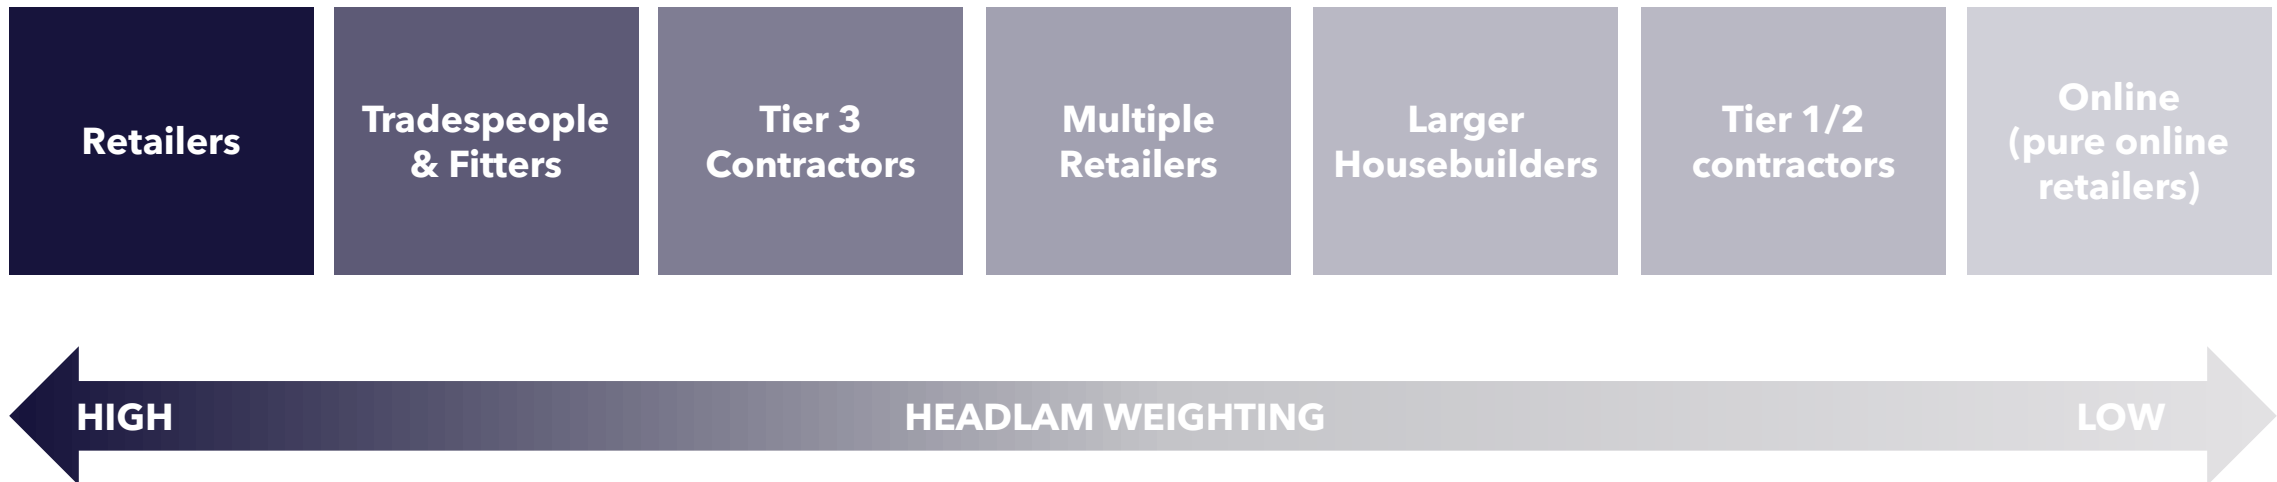 Retailers
Tradespeople
& Fitters
Tier 3
Contractors
Multiple
Retailers
Larger
Housebuilders
Tier 1/2
contractors
Online
(pure online
retailers)
HIGH
HEADLAM WEIGHTING
LOW